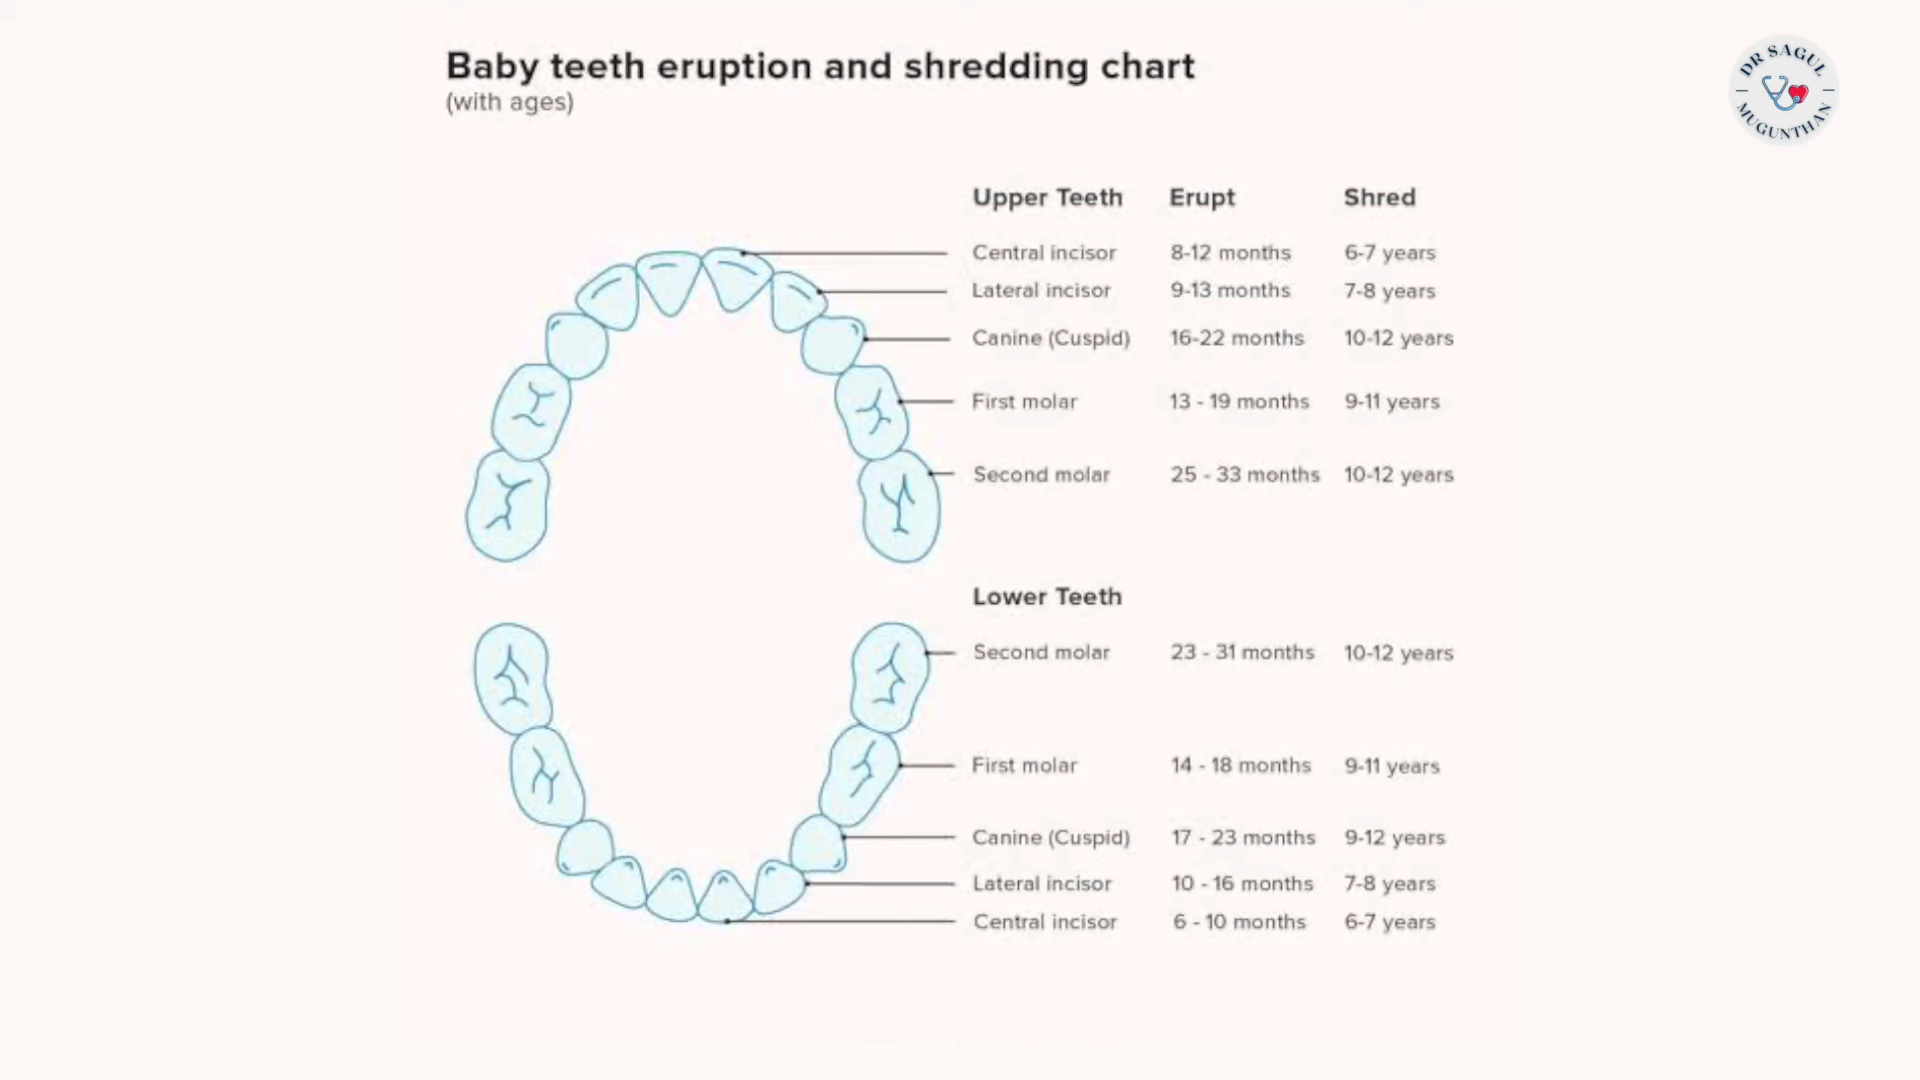 Baby teeth eruption and shredding chart
(with ages)
DR SAGUL
MUGUNTHAN
Upper Teeth Erupt Shred
Central incisor 8-12 months 6-7 years
Lateral incisor 9-13 months 7-8 years
Canine (Cuspid) 16-22 months 10-12 years
First molar 13 - 19 months 9-11 years
Second molar 25 - 33 months 10-12 years
Lower Teeth
Second molar 23 - 31 months 10-12 years
First molar 14 - 18 months 9-11 years
Canine (Cuspid) 17 - 23 months 9-12 years
Lateral incisor 10 - 16 months 7-8 years
Central incisor 6 - 10 months 6-7 years